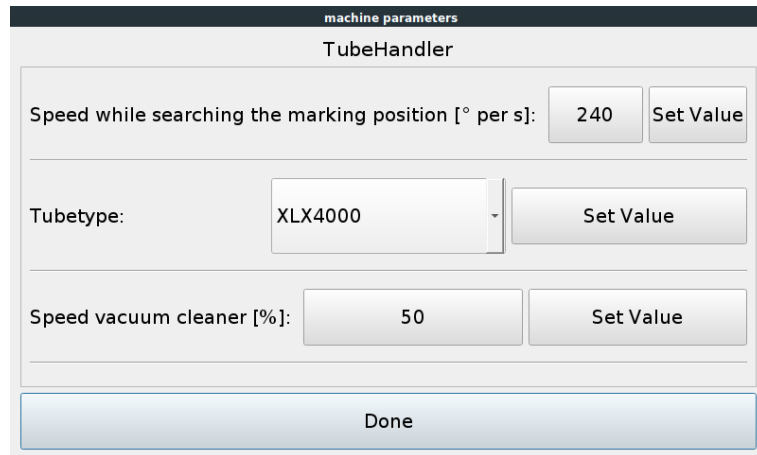 machine parameters
TubeHandler
Speed while searching the marking position [° per s]: 240 Set Value
Tubetype: XLX4000 Set Value
Speed vacuum cleaner [%]: 50 Set Value
Done